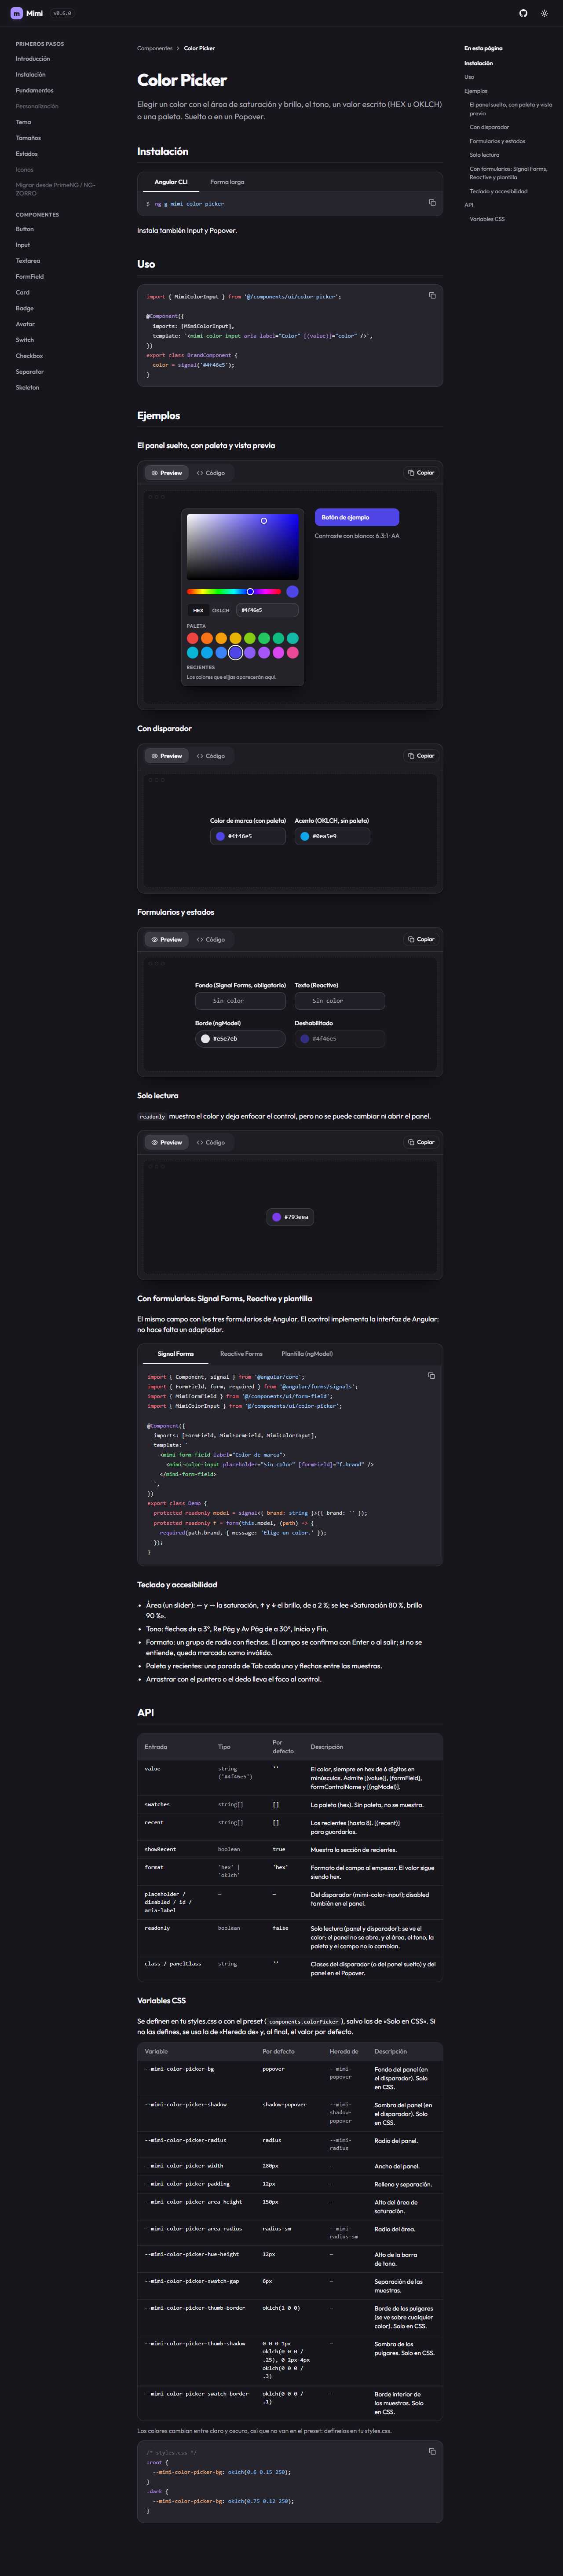 m Mimi v0.6.0
PRIMEROS PASOS
Introducción
Instalación
Fundamentos
Personalización
Tema
Tamaños
Estados
Iconos
Migrar desde PrimeNG / NG-
ZORRO
COMPONENTES
Button
Input
Textarea
FormField
Card
Badge
Avatar
Switch
Checkbox
Separator
Skeleton
Componentes > Color Picker
Color Picker
Elegir un color con el área de saturación y brillo, el tono, un valor escrito (HEX u OKLCH)
o una paleta. Suelto o en un Popover.
Instalación
Angular CLI Forma larga
$ ng g mimi color-picker
Instala también Input y Popover.
Uso
import { MimiColorInput } from '@/components/ui/color-picker';
@Component({
imports: [MimiColorInput],
template: `<mimi-color-input aria-label="Color" [(value)]="color" />`,
})
export class BrandComponent {
color = signal('#4f46e5');
}
Ejemplos
El panel suelto, con paleta y vista previa
Preview Código Copiar
HEX OKLCH #4f46e5
PALETA
RECIENTES
Los colores que elijas aparecerán aquí.
Botón de ejemplo
Contraste con blanco: 6.3:1 · AA
Con disparador
Preview Código Copiar
Color de marca (con paleta) Acento (OKLCH, sin paleta)
#4f46e5 #0ea5e9
Formularios y estados
Preview Código Copiar
Fondo (Signal Forms, obligatorio) Texto (Reactive)
Sin color Sin color
Borde (ngModel) Deshabilitado
#e5e7eb #4f46e5
Solo lectura
readonly muestra el color y deja enfocar el control, pero no se puede cambiar ni abrir el panel.
Preview Código Copiar
#793eea
Con formularios: Signal Forms, Reactive y plantilla
El mismo campo con los tres formularios de Angular. El control implementa la interfaz de Angular:
no hace falta un adaptador.
Signal Forms Reactive Forms Plantilla (ngModel)
import { Component, signal } from '@angular/core';
import { FormField, form, required } from '@angular/forms/signals';
import { MimiFormField } from '@/components/ui/form-field';
import { MimiColorInput } from '@/components/ui/color-picker';
@Component({
imports: [FormField, MimiFormField, MimiColorInput],
template: `
<mimi-form-field label="Color de marca">
<mimi-color-input placeholder="Sin color" [formField]="f.brand" />
</mimi-form-field>
`,
})
export class Demo {
protected readonly model = signal<{ brand: string }>({ brand: '' });
protected readonly f = form(this.model, (path) => {
required(path.brand, { message: 'Elige un color.' });
});
}
Teclado y accesibilidad
• Área (un slider): ← y → la saturación, ↑ y ↓ el brillo, de a 2 %; se lee «Saturación 80 %, brillo
90 %».
• Tono: flechas de a 3°, Re Pág y Av Pág de a 30°, Inicio y Fin.
• Formato: un grupo de radio con flechas. El campo se confirma con Enter o al salir; si no se
entiende, queda marcado como inválido.
• Paleta y recientes: una parada de Tab cada uno y flechas entre las muestras.
• Arrastrar con el puntero o el dedo lleva el foco al control.
API
Entrada Tipo Por defecto Descripción
value string ('#4f46e5') '' El color, siempre en hex de 6 dígitos en minúsculas. Admite [(value)], [formField], formControlName y [(ngModel)].
swatches string[] [] La paleta (hex). Sin paleta, no se muestra.
recent string[] [] Los recientes (hasta 8). [(recent)] para guardarlos.
showRecent boolean true Muestra la sección de recientes.
format 'hex' | 'oklch' 'hex' Formato del campo al empezar. El valor sigue siendo hex.
placeholder / disabled / id / aria-label — — Del disparador (mimi-color-input); disabled también en el panel.
readonly boolean false Solo lectura (panel y disparador): se ve el color; el panel no se abre, y el área, el tono, la paleta y el campo no lo cambian.
class / panelClass string '' Clases del disparador (o del panel suelto) y del panel en el Popover.
Variables CSS
Se definen en tu styles.css o con el preset ( components.colorPicker ), salvo las de «Solo en CSS». Si
no las defines, se usa la de «Hereda de» y, al final, el valor por defecto.
Variable Por defecto Hereda de Descripción
--mimi-color-picker-bg popover --mimi-popover Fondo del panel (en el disparador). Solo en CSS.
--mimi-color-picker-shadow shadow-popover --mimi-shadow-popover Sombra del panel (en el disparador). Solo en CSS.
--mimi-color-picker-radius radius --mimi-radius Radio del panel.
--mimi-color-picker-width 280px — Ancho del panel.
--mimi-color-picker-padding 12px — Relleno y separación.
--mimi-color-picker-area-height 150px — Alto del área de saturación.
--mimi-color-picker-area-radius radius-sm --mimi-radius-sm Radio del área.
--mimi-color-picker-hue-height 12px — Alto de la barra de tono.
--mimi-color-picker-swatch-gap 6px — Separación de las muestras.
--mimi-color-picker-thumb-border oklch(1 0 0) — Borde de los pulgares (se ve sobre cualquier color). Solo en CSS.
--mimi-color-picker-thumb-shadow 0 0 0 1px oklch(0 0 0 / .25), 0 2px 4px oklch(0 0 0 / .3) — Sombra de los pulgares. Solo en CSS.
--mimi-color-picker-swatch-border oklch(0 0 0 / .1) — Borde interior de las muestras. Solo en CSS.
Los colores cambian entre claro y oscuro, así que no van en el preset: defínelos en tu styles.css.
/* styles.css */
:root {
--mimi-color-picker-bg: oklch(0.6 0.15 250);
}
.dark {
--mimi-color-picker-bg: oklch(0.75 0.12 250);
}
En esta página
Instalación
Uso
Ejemplos
El panel suelto, con paleta y vista
previa
Con disparador
Formularios y estados
Solo lectura
Con formularios: Signal Forms,
Reactive y plantilla
Teclado y accesibilidad
API
Variables CSS